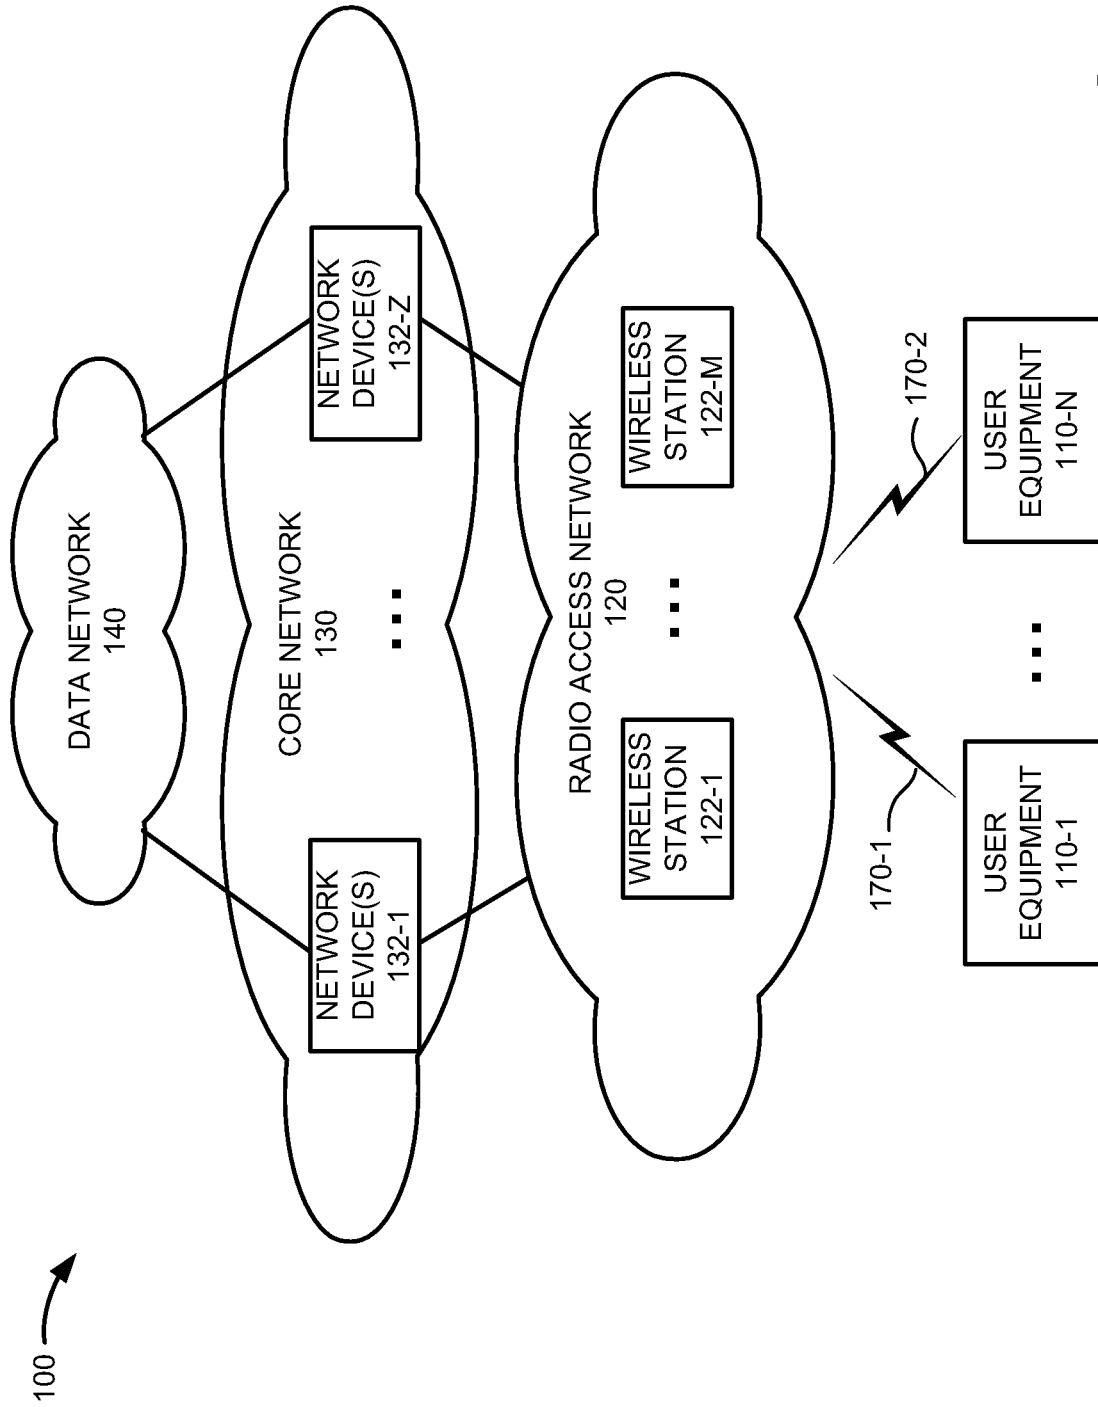 100
DATA NETWORK
140
CORE NETWORK
130
NETWORK
DEVICE(S)
132-1
...
NETWORK
DEVICE(S)
132-Z
RADIO ACCESS NETWORK
120
WIRELESS
STATION
122-1
...
WIRELESS
STATION
122-M
170-1
170-2
USER
EQUIPMENT
110-1
...
USER
EQUIPMENT
110-N